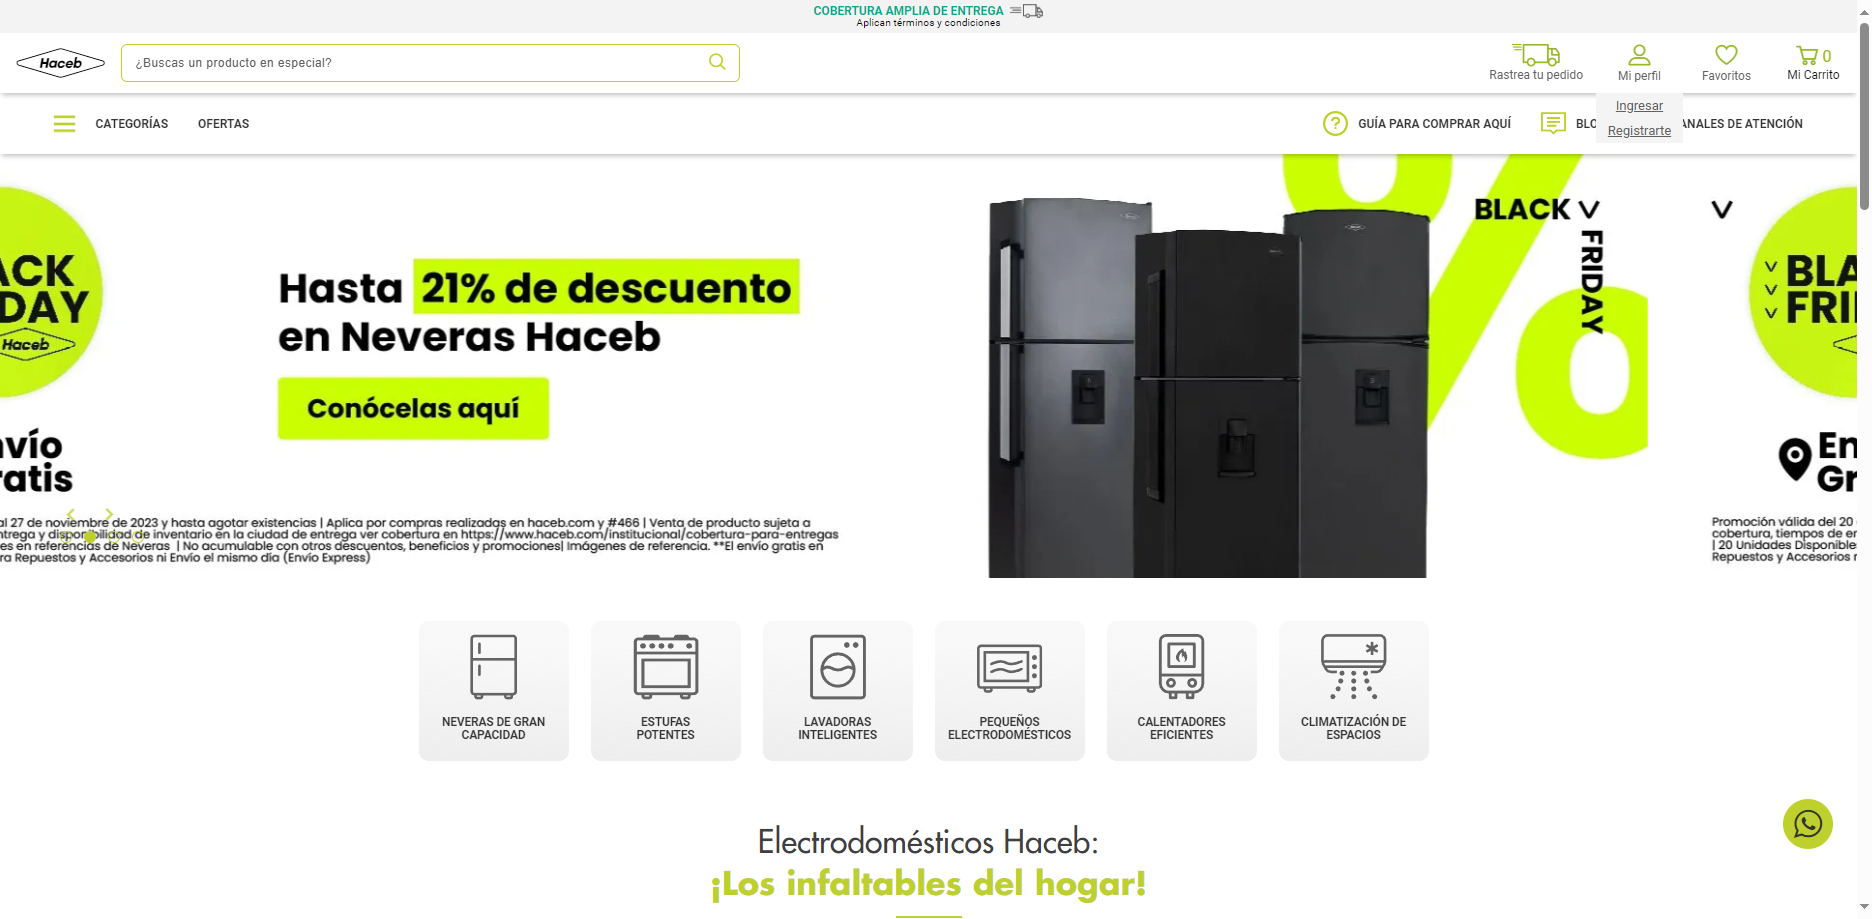 COBERTURA AMPLIA DE ENTREGA
Aplican términos y condiciones
Haceb
¿Buscas un producto en especial?
Rastrea tu pedido
Mi perfil
Favoritos
0
Mi Carrito
Ingresar
Registrarte
CATEGORÍAS
OFERTAS
GUÍA PARA COMPRAR AQUÍ
BLO
ANALES DE ATENCIÓN
ACK
DAY
Haceb
nvío
ratis
Hasta 21% de descuento
en Neveras Haceb
Conócelas aquí
BLACK
FRIDAY
%
BLA
FRI
En
Gr
al 27 de noviembre de 2023 y hasta agotar existencias | Aplica por compras realizadas en haceb.com y #466 | Venta de producto sujeta a
ntrega y disponibilidad de inventario en la ciudad de entrega ver cobertura en https://www.haceb.com/institucional/cobertura-para-entregas
es en referencias de Neveras | No acumulable con otros descuentos, beneficios y promociones| Imágenes de referencia. **El envío gratis en
ra Repuestos y Accesorios ni Envío el mismo día (Envío Express)
Promoción válida del 20
cobertura, tiempos de en
| 20 Unidades Disponible
Repuestos y Accesorios
NEVERAS DE GRAN
CAPACIDAD
ESTUFAS
POTENTES
LAVADORAS
INTELIGENTES
PEQUEÑOS
ELECTRODOMÉSTICOS
CALENTADORES
EFICIENTES
CLIMATIZACIÓN DE
ESPACIOS
Electrodomésticos Haceb:
¡Los infaltables del hogar!